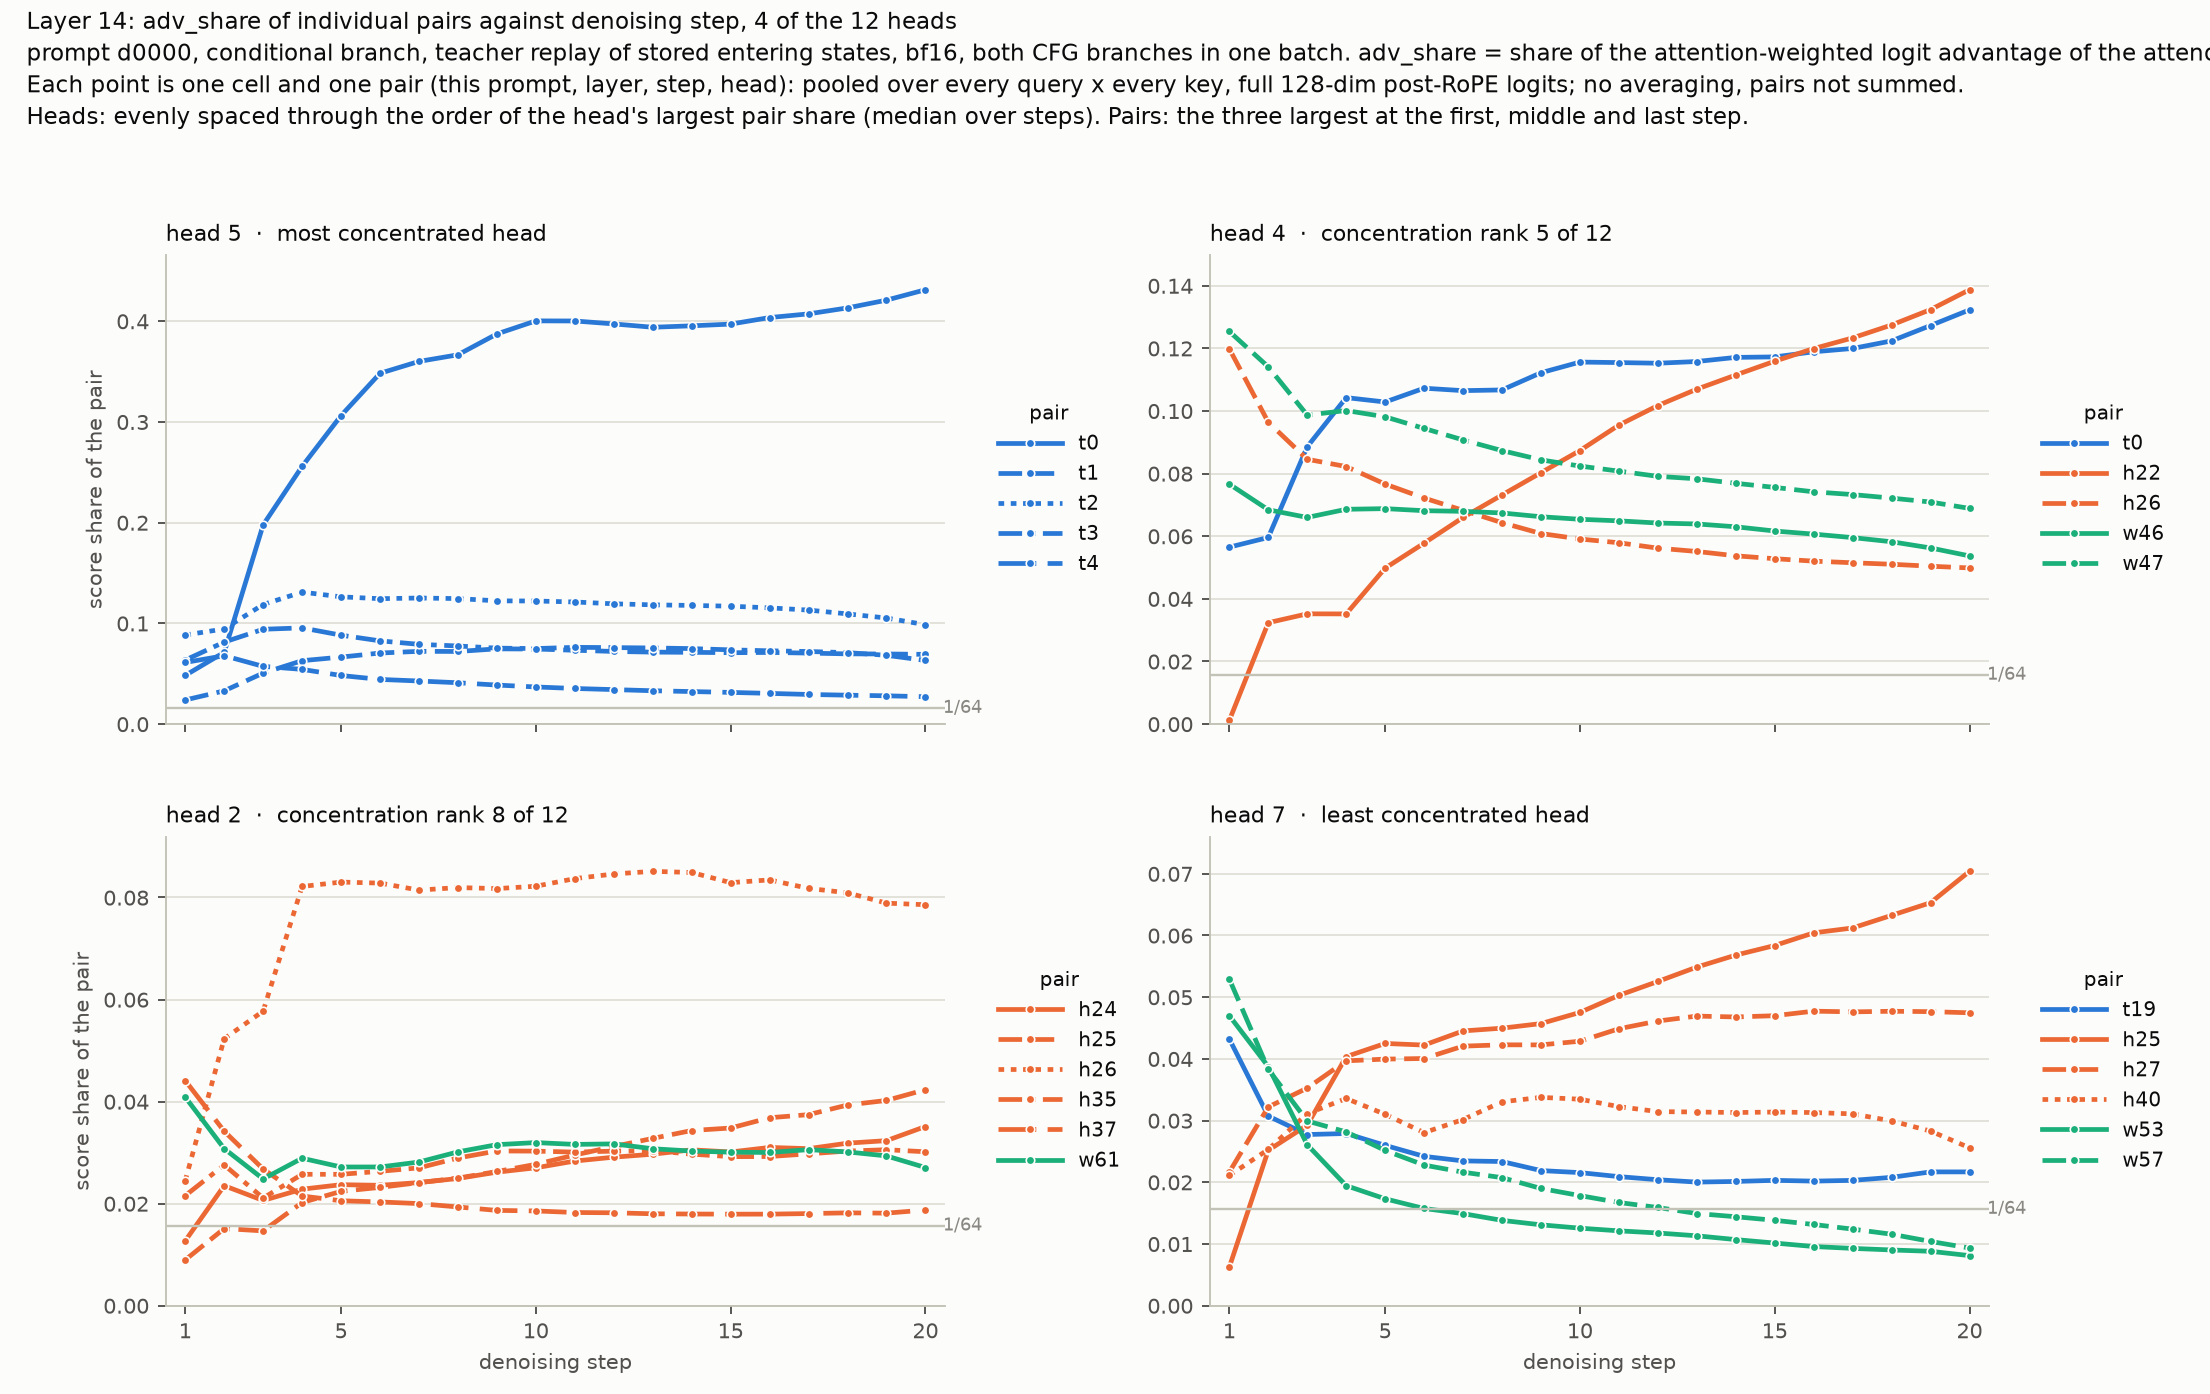 Layer 14: adv_share of individual pairs against denoising step, 4 of the 12 heads
prompt d0000, conditional branch, teacher replay of stored entering states, bf16, both CFG branches in one batch. adv_share = share of the attention-weighted logit advantage of the
Each point is one cell and one pair (this prompt, layer, step, head): pooled over every query x every key, full 128-dim post-RoPE logits; no averaging, pairs not summed.
Heads: evenly spaced through the order of the head's largest pair share (median over steps). Pairs: the three largest at the first, middle and last step.
head 5 · most concentrated head
score share of the pair
0.4
0.3
0.2
0.1
0.0
1/64
pair
t0
t1
t2
t3
t4
head 4 · concentration rank 5 of 12
0.14
0.12
0.10
0.08
0.06
0.04
0.02
0.00
1/64
pair
t0
h22
h26
w46
w47
head 2 · concentration rank 8 of 12
score share of the pair
0.08
0.06
0.04
0.02
0.00
1/64
1
5
10
15
20
denoising step
pair
h24
h25
h26
h35
h37
w61
head 7 · least concentrated head
0.07
0.06
0.05
0.04
0.03
0.02
0.01
0.00
1/64
1
5
10
15
20
denoising step
pair
t19
h25
h27
h40
w53
w57